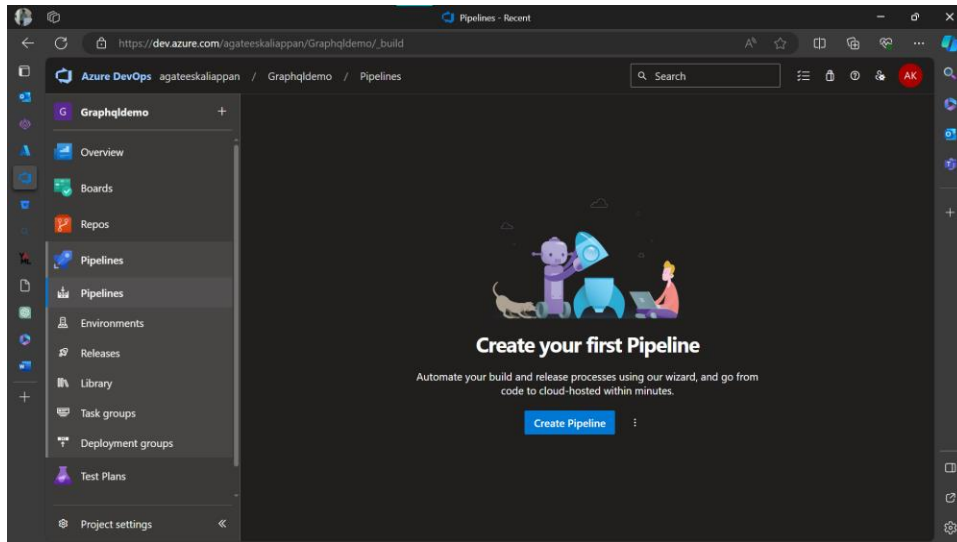 Pipelines - Recent
https://dev.azure.com/agateeskaliappan/Graphqldemo/_build
Azure DevOps agateeskaliappan / Graphqldemo / Pipelines
Search
AK
G Graphqldemo
Overview
Boards
Repos
Pipelines
Pipelines
Environments
Releases
Library
Task groups
Deployment groups
Test Plans
Project settings
Create your first Pipeline
Automate your build and release processes using our wizard, and go from
code to cloud-hosted within minutes.
Create Pipeline